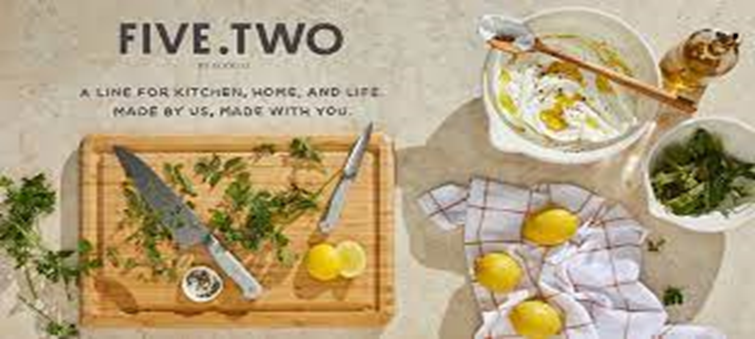 FIVE.TWO
A LINE FOR KITCHEN, HOME, AND LIFE.
MADE BY US, MADE WITH YOU.